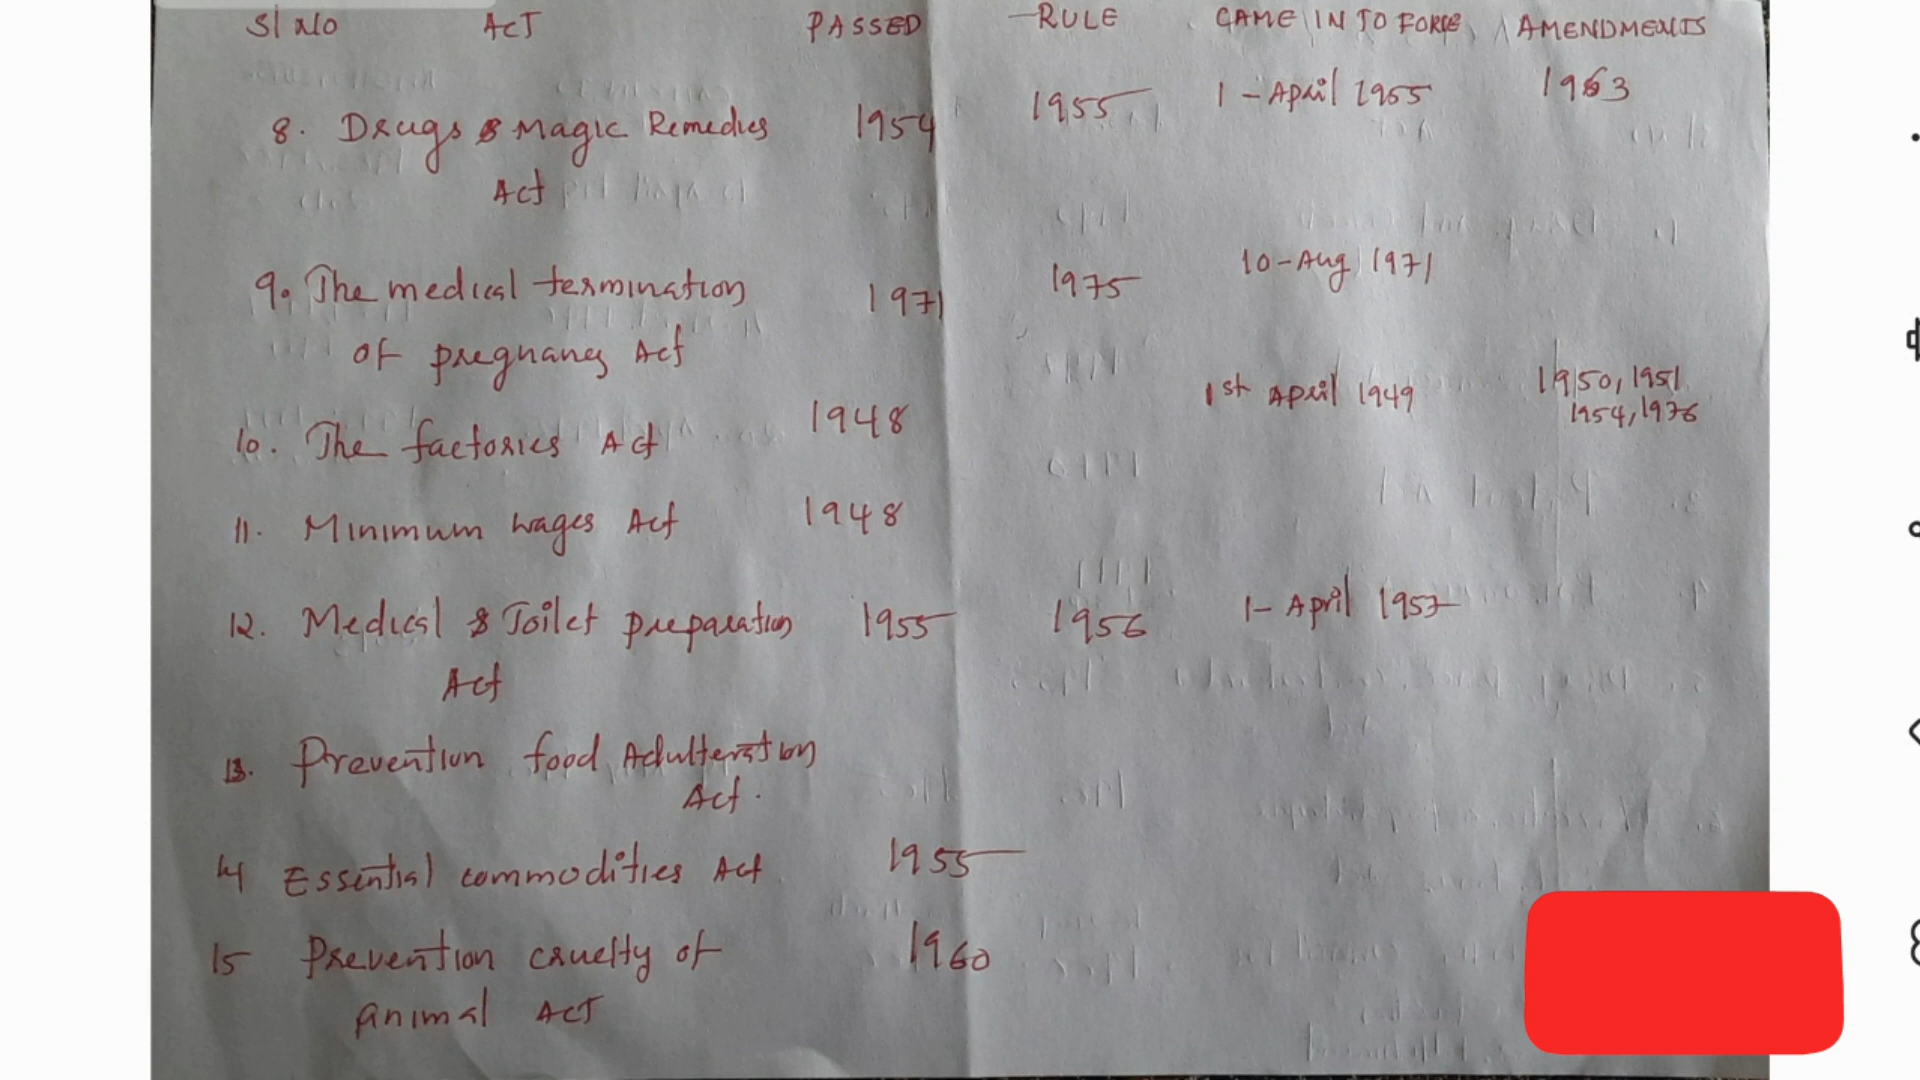 Sl No ACT PASSED RULE CAME IN TO FORCE AMENDMENTS
8. Drugs & Magic Remedies 1954 1955 1-April 1955 1963
Act
9. The medical termination 1971 1975 10-Aug 1971
of pregnancy Act
10. The factories Act 1948 1st April 1949 1950, 1951
1954, 1976
11. Minimum wages Act 1948
12. Medical & Toilet preparation 1955 1956 1-April 1957
Act
13. Prevention food Adulteration
Act.
14 Essential commodities Act 1955
15 Prevention cruelty of 1960
animal ACT